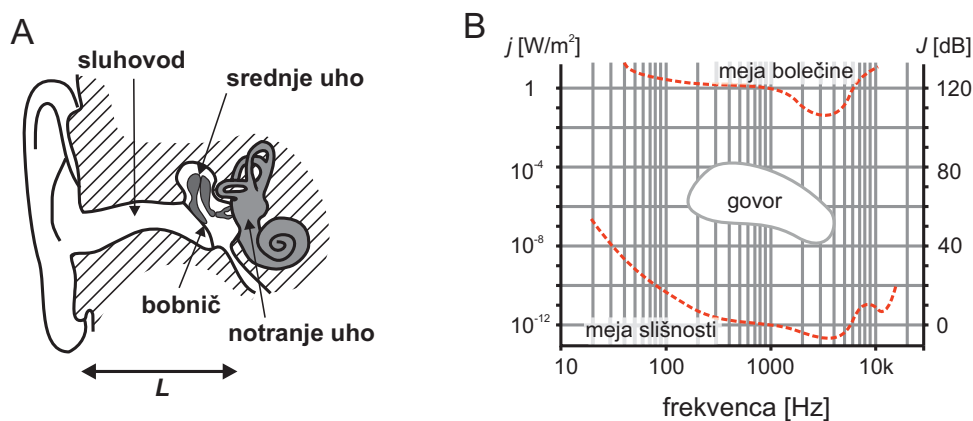 A
sluhovod
srednje uho
bobnič
notranje uho
L
B
j [W/m²]
J [dB]
meja bolečine
1
120
10⁻⁴
80
govor
10⁻⁸
40
10⁻¹²
meja slišnosti
0
10
100
1000
10k
frekvenca [Hz]